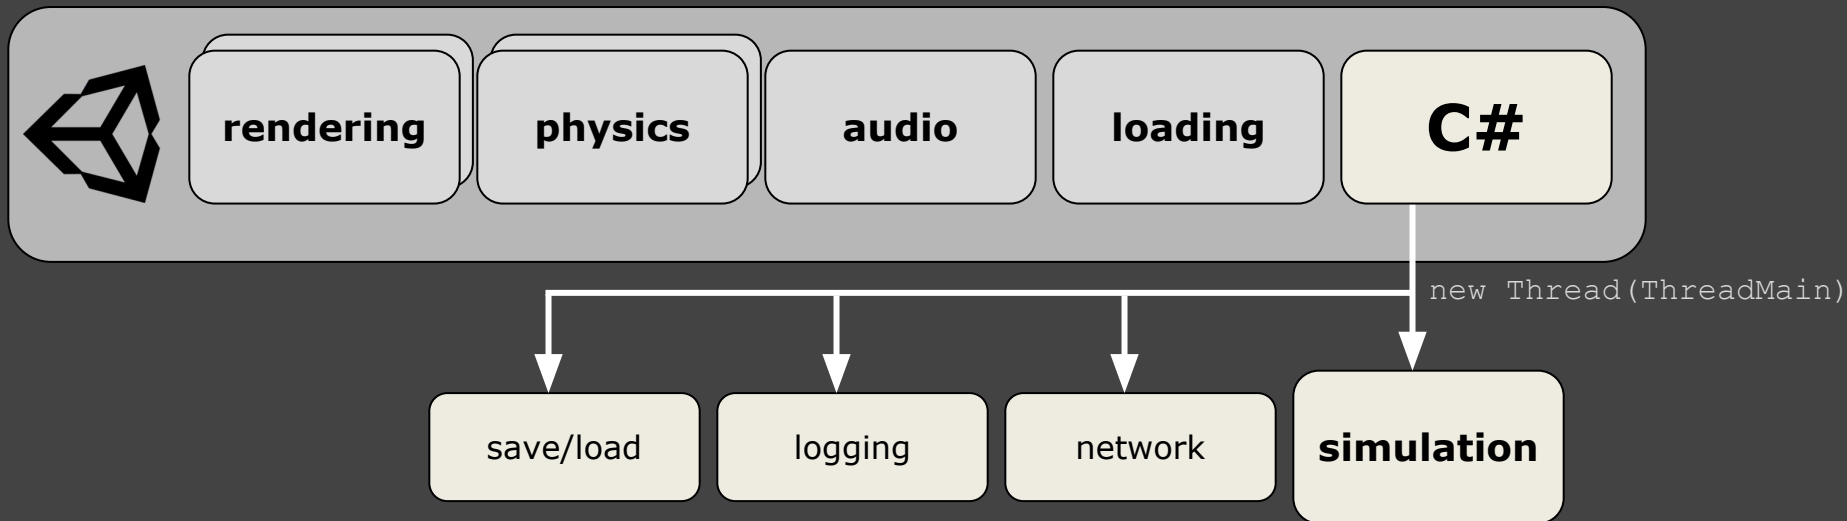 rendering
physics
audio
loading
C#
new Thread(ThreadMain)
save/load
logging
network
simulation